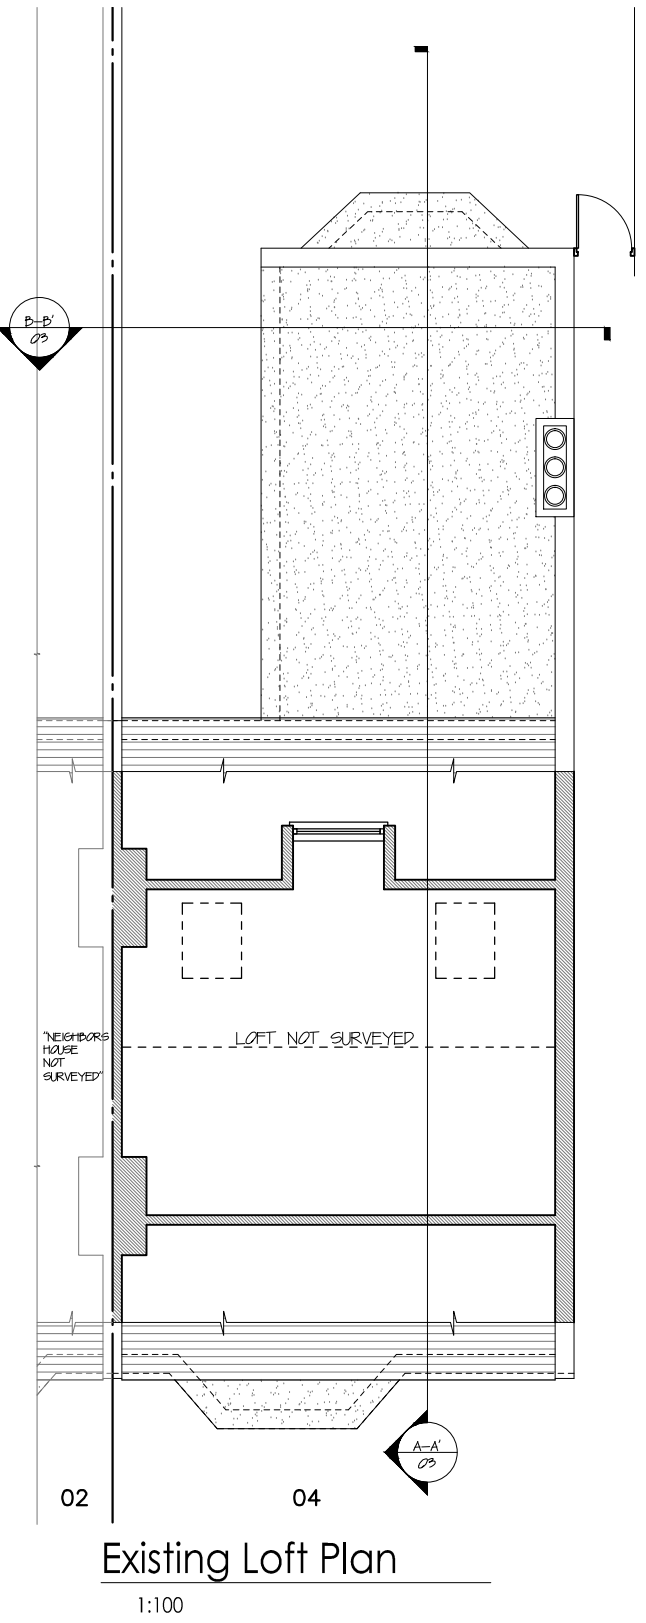 B-B'
03
LOFT NOT SURVEYED
"NEIGHBORS
HOUSE
NOT
SURVEYED"
A-A'
03
02
04
Existing Loft Plan
1:100